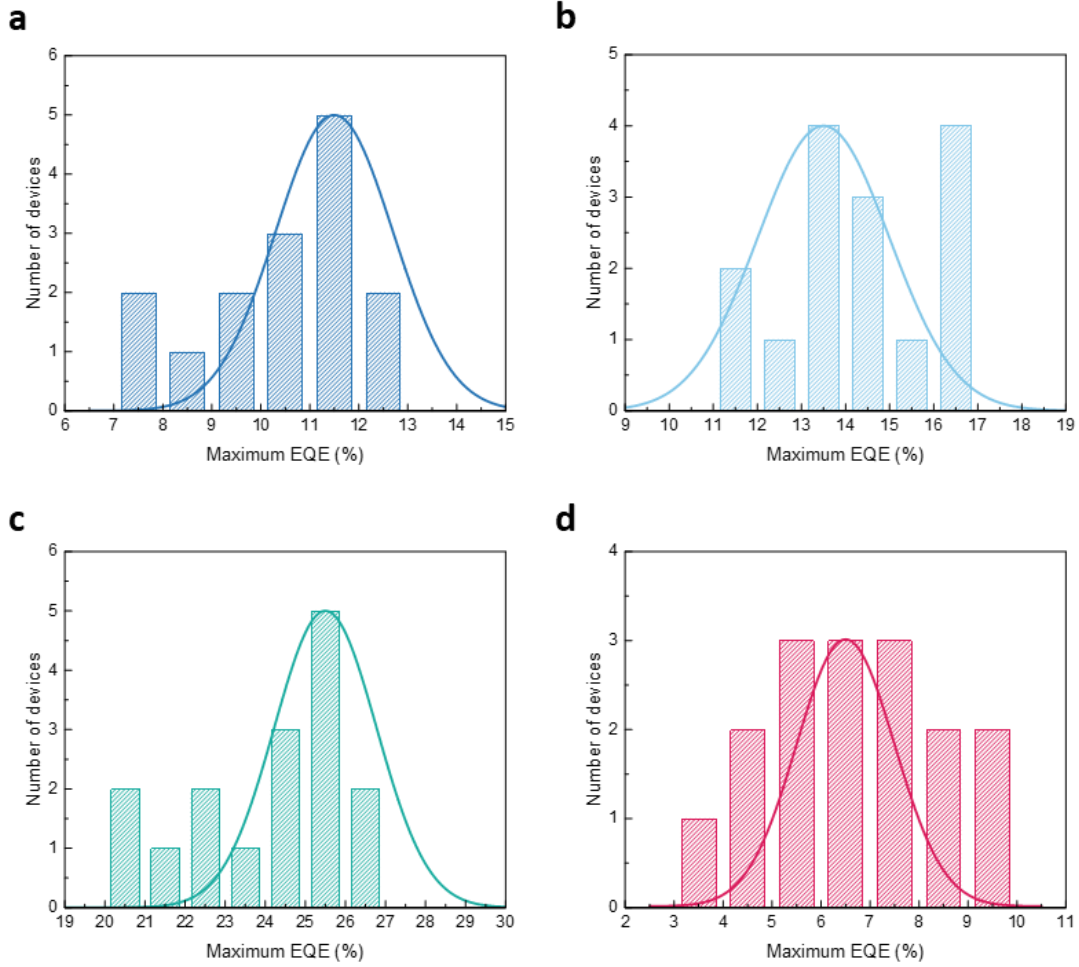 a
6
5
4
3
2
1
0
Number of devices
6 7 8 9 10 11 12 13 14 15
Maximum EQE (%)
b
5
4
3
2
1
0
Number of devices
9 10 11 12 13 14 15 16 17 18 19
Maximum EQE (%)
c
6
5
4
3
2
1
0
Number of devices
19 20 21 22 23 24 25 26 27 28 29 30
Maximum EQE (%)
d
4
3
2
1
0
Number of devices
2 3 4 5 6 7 8 9 10 11
Maximum EQE (%)